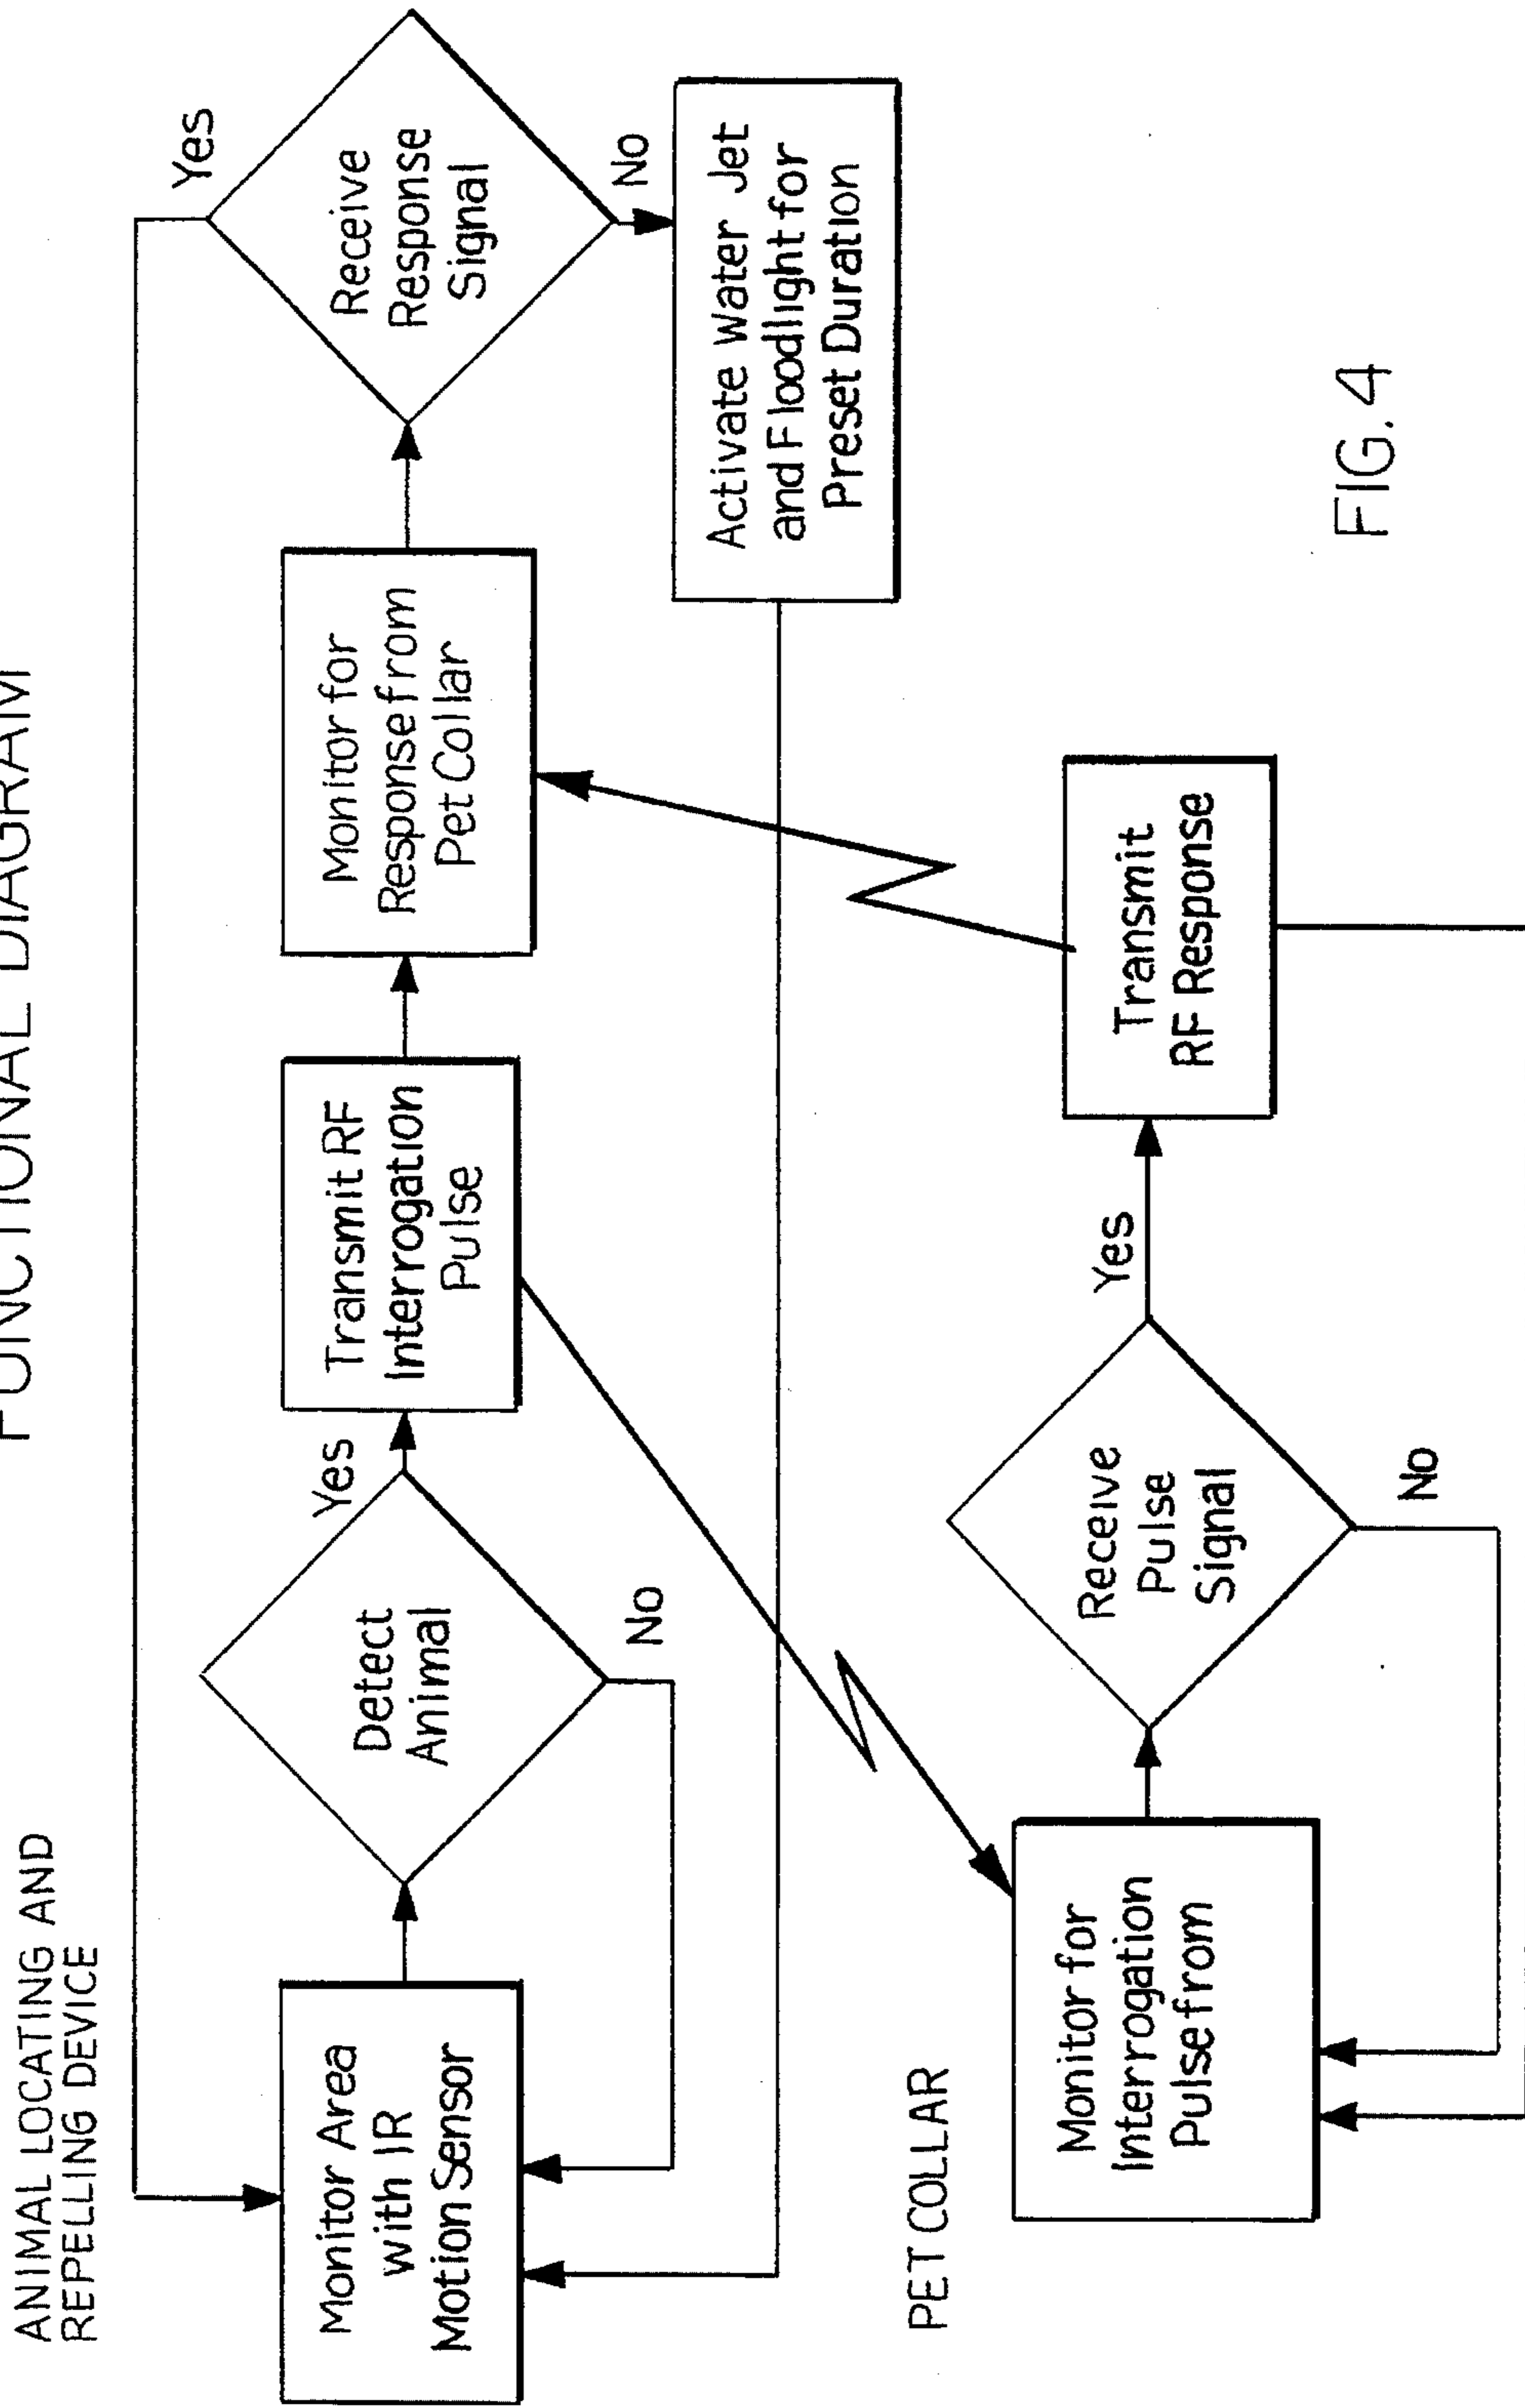 FUNCTIONAL DIAGRAM
ANIMAL LOCATING AND
REPELLING DEVICE
Monitor Area
with IR
Motion Sensor
Detect
Animal
Yes
No
Transmit RF
Interrogation
Pulse
Monitor for
Response from
Pet Collar
Receive
Response
Signal
Yes
No
Activate Water Jet
and Floodlight for
Preset Duration
PET COLLAR
Monitor for
Interrogation
Pulse from
Receive
Pulse
Signal
Yes
No
Transmit
RF Response
FIG. 4